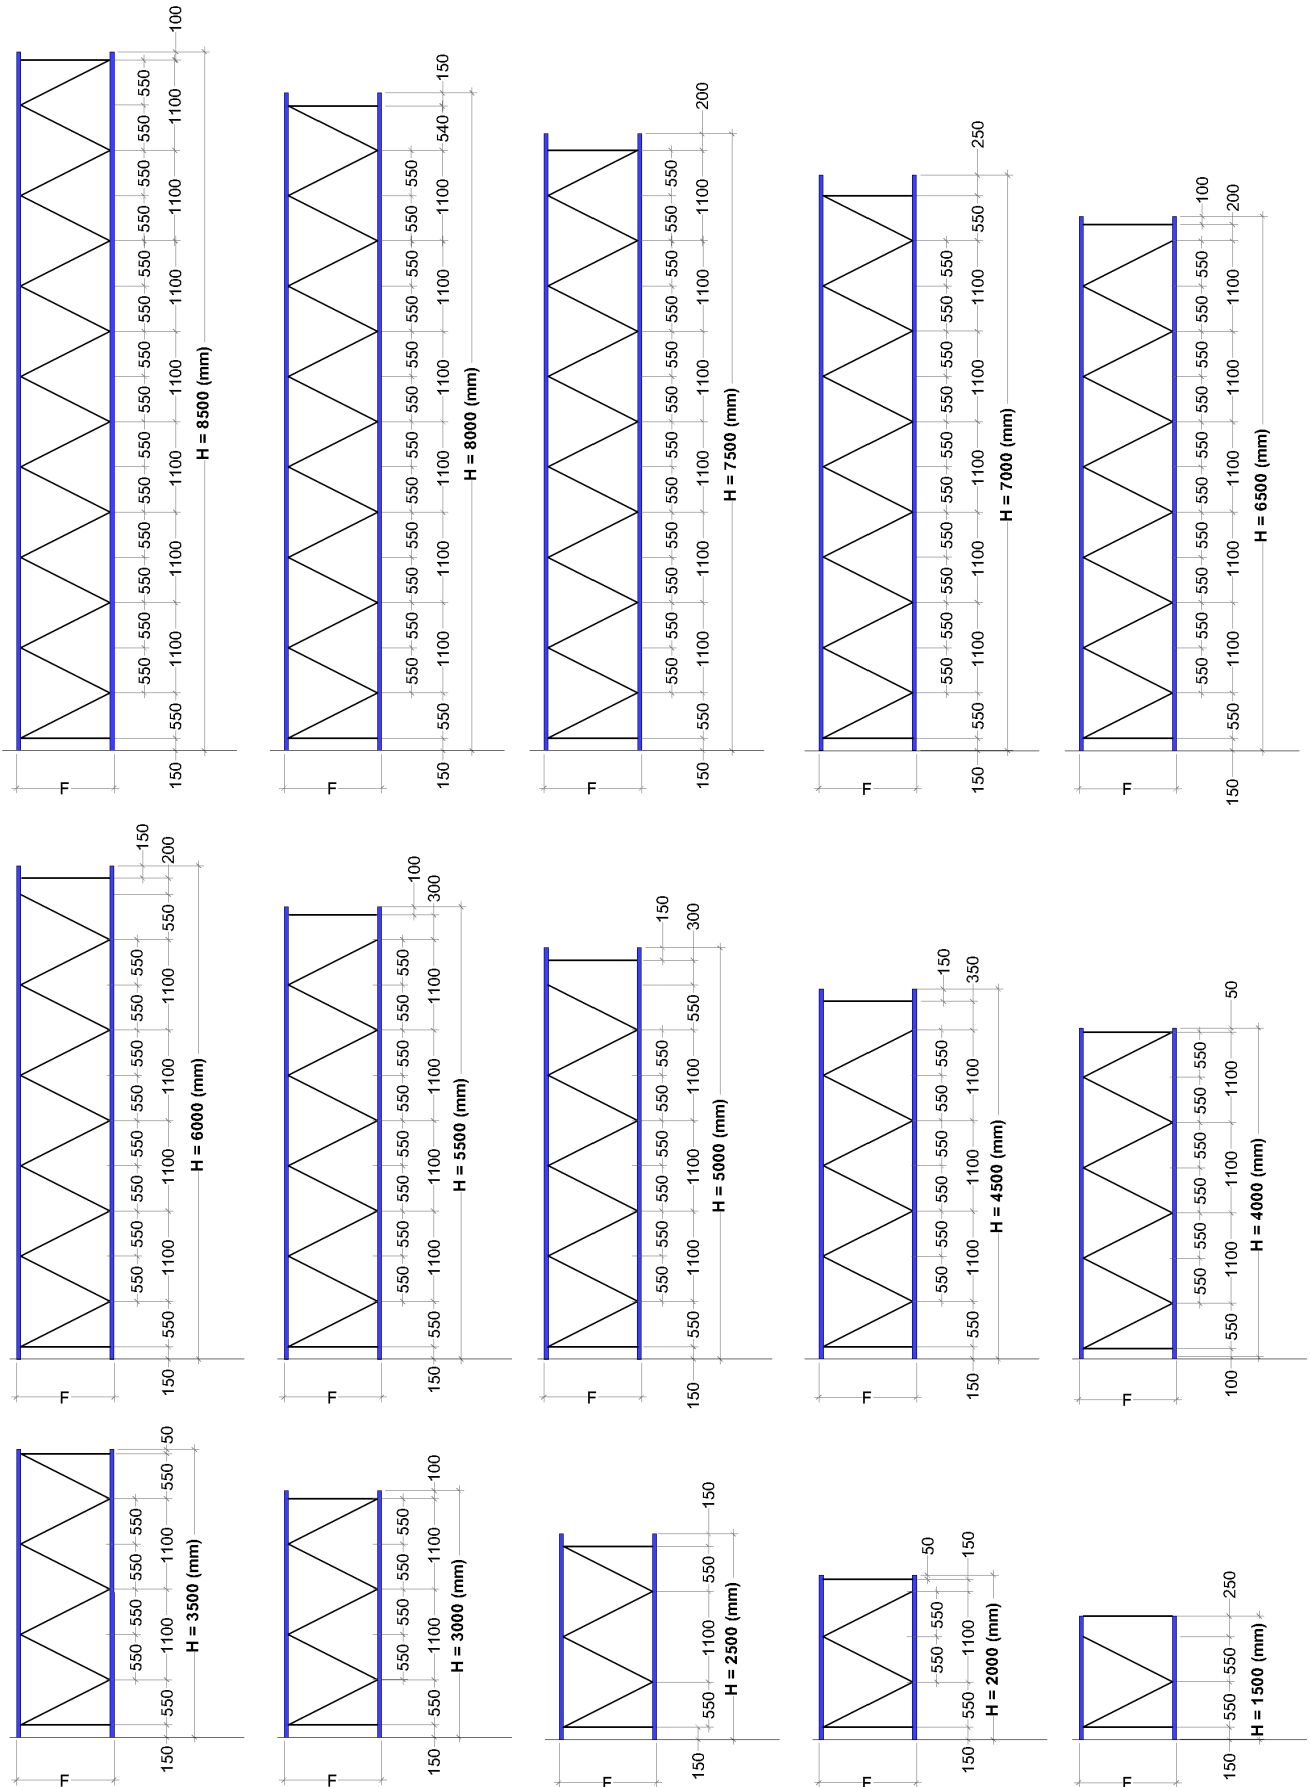 F
550 550 550 550 550 550 550 550 550 550 550 550 550 550
150 550 1100 1100 1100 1100 1100 1100 1100 100
H = 8500 (mm)
F
550 550 550 550 550 550 550 550 550 550 550 550
150 550 1100 1100 1100 1100 1100 1100 540 150
H = 8000 (mm)
F
550 550 550 550 550 550 550 550 550 550 550 550
150 550 1100 1100 1100 1100 1100 1100 200
H = 7500 (mm)
F
550 550 550 550 550 550 550 550 550 550
150 550 1100 1100 1100 1100 1100 550 250
H = 7000 (mm)
F
550 550 550 550 550 550 550 550 550 550 100
150 550 1100 1100 1100 1100 1100 200
H = 6500 (mm)
F
550 550 550 550 550 550 550 550 150
150 550 1100 1100 1100 1100 550 200
H = 6000 (mm)
F
550 550 550 550 550 550 550 550 100
150 550 1100 1100 1100 1100 300
H = 5500 (mm)
F
550 550 550 550 550 550 150
150 550 1100 1100 1100 550 300
H = 5000 (mm)
F
550 550 550 550 550 550 150
150 550 1100 1100 1100 350
H = 4500 (mm)
F
550 550 550 550 550 550
100 550 1100 1100 1100 50
H = 4000 (mm)
F
550 550 550 550
150 550 1100 1100 550 50
H = 3500 (mm)
F
550 550 550 550
150 550 1100 1100 100
H = 3000 (mm)
F
150 550 1100 550 150
H = 2500 (mm)
F
550 550 50
150 550 1100 150
H = 2000 (mm)
F
150 550 550 250
H = 1500 (mm)